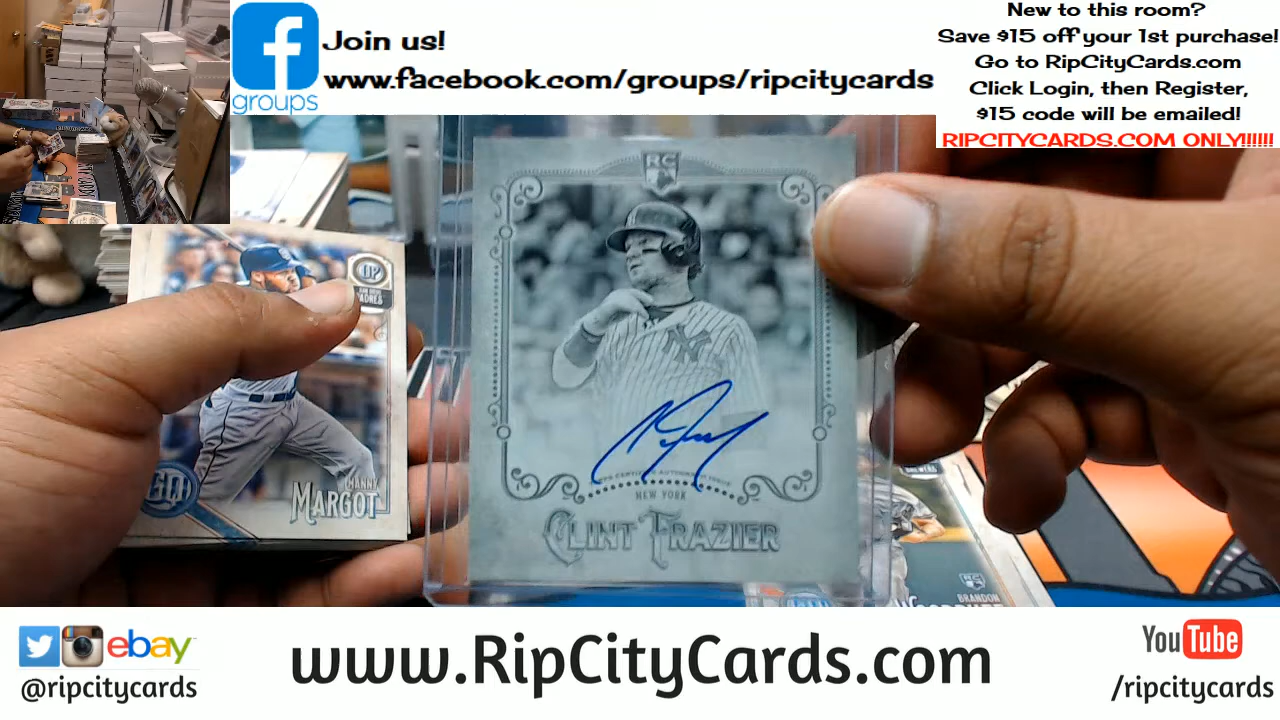 Join us!
www.facebook.com/groups/ripcitycards
groups
New to this room?
Save $15 off your 1st purchase!
Go to RipCityCards.com
Click Login, then Register,
$15 code will be emailed!
RIPCITYCARDS.COM ONLY!!!!!!
RC
NY
NEW YORK
CLINT FRAZIER
MANNY
MARGOT
BRANDON
ebay
@ripcitycards
www.RipCityCards.com
YouTube
/ripcitycards